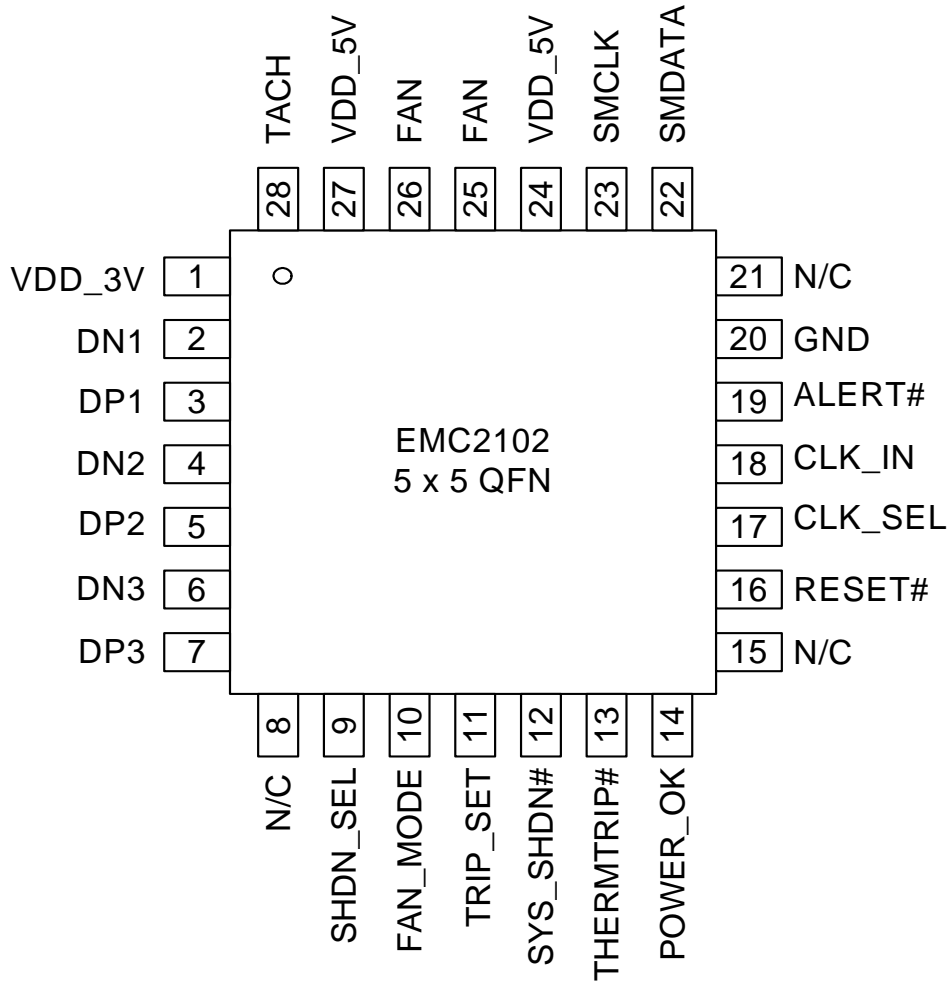 TACH
VDD_5V
FAN
FAN
VDD_5V
SMCLK
SMDATA
28
27
26
25
24
23
22
VDD_3V 1
DN1 2
DP1 3
DN2 4
DP2 5
DN3 6
DP3 7
EMC2102
5 x 5 QFN
21 N/C
20 GND
19 ALERT#
18 CLK_IN
17 CLK_SEL
16 RESET#
15 N/C
8
9
10
11
12
13
14
N/C
SHDN_SEL
FAN_MODE
TRIP_SET
SYS_SHDN#
THERMTRIP#
POWER_OK